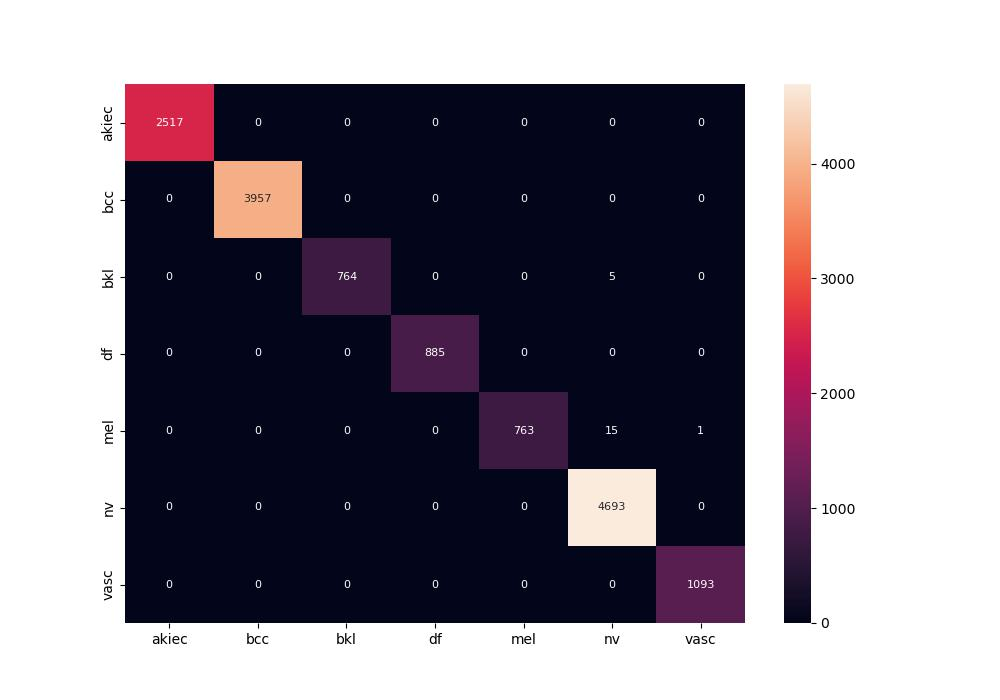 akiec 2517 0 0 0 0 0 0
bcc 0 3957 0 0 0 0 0
bkl 0 0 764 0 0 5 0
df 0 0 0 885 0 0 0
mel 0 0 0 0 763 15 1
nv 0 0 0 0 0 4693 0
vasc 0 0 0 0 0 0 1093
akiec bcc bkl df mel nv vasc
4000
3000
2000
1000
0